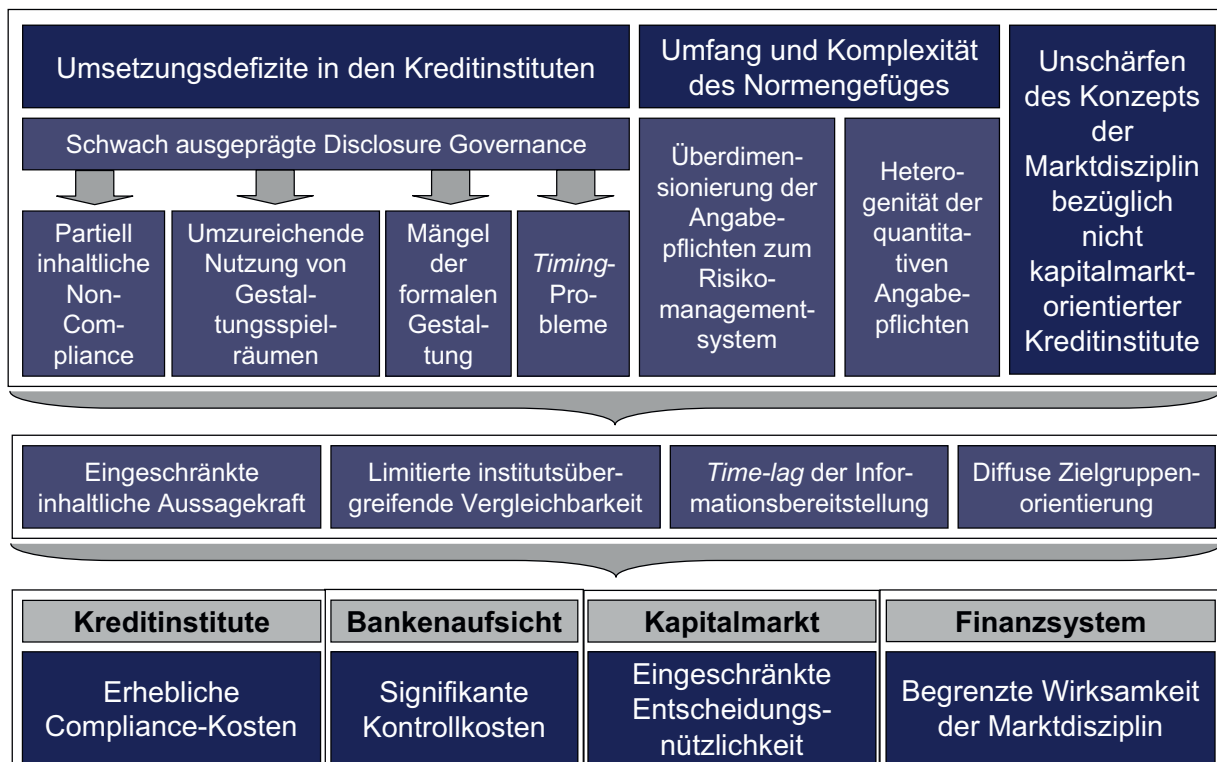 Umsetzungsdefizite in den Kreditinstituten
Schwach ausgeprägte Disclosure Governance
Partiell
inhaltliche
Non-
Com-
pliance
Umzureichende
Nutzung von
Gestal-
tungsspiel-
räumen
Mängel
der
formalen
Gestal-
tung
Timing-
Pro-
bleme
Umfang und Komplexität
des Normengefüges
Überdimen-
sionierung der
Angabe-
pflichten zum
Risiko-
management-
system
Hetero-
genität der
quantita-
tiven
Angabe-
pflichten
Unschärfen
des Konzepts
der
Marktdisziplin
bezüglich
nicht
kapitalmarkt-
orientierter
Kreditinstitute
Eingeschränkte
inhaltliche Aussagekraft
Limitierte institutsüber-
greifende Vergleichbarkeit
Time-lag der Infor-
mationsbereitstellung
Diffuse Zielgruppen-
orientierung
Kreditinstitute
Erhebliche
Compliance-Kosten
Bankenaufsicht
Signifikante
Kontrollkosten
Kapitalmarkt
Eingeschränkte
Entscheidungs-
nützlichkeit
Finanzsystem
Begrenzte Wirksamkeit
der Marktdisziplin